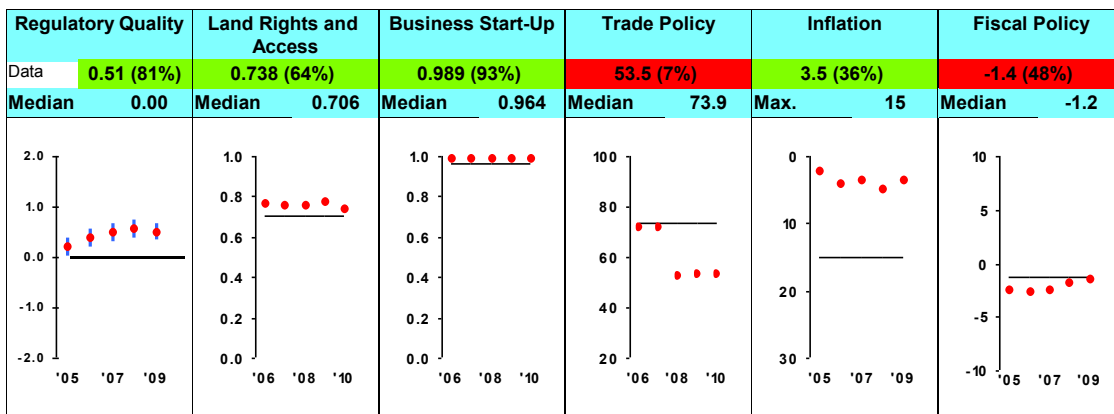 Regulatory Quality
Data 0.51 (81%)
Median 0.00
2.0
1.0
0.0
-1.0
-2.0
'05 '07 '09
Land Rights and
Access
0.738 (64%)
Median 0.706
1.0
0.8
0.6
0.4
0.2
0.0
'06 '08 '10
Business Start-Up
0.989 (93%)
Median 0.964
1.0
0.8
0.6
0.4
0.2
0.0
'06 '08 '10
Trade Policy
53.5 (7%)
Median 73.9
100
80
60
40
20
'06 '08 '10
Inflation
3.5 (36%)
Max. 15
0
10
20
30
'05 '07 '09
Fiscal Policy
-1.4 (48%)
Median -1.2
10
5
0
-5
-10
'05 '07 '09